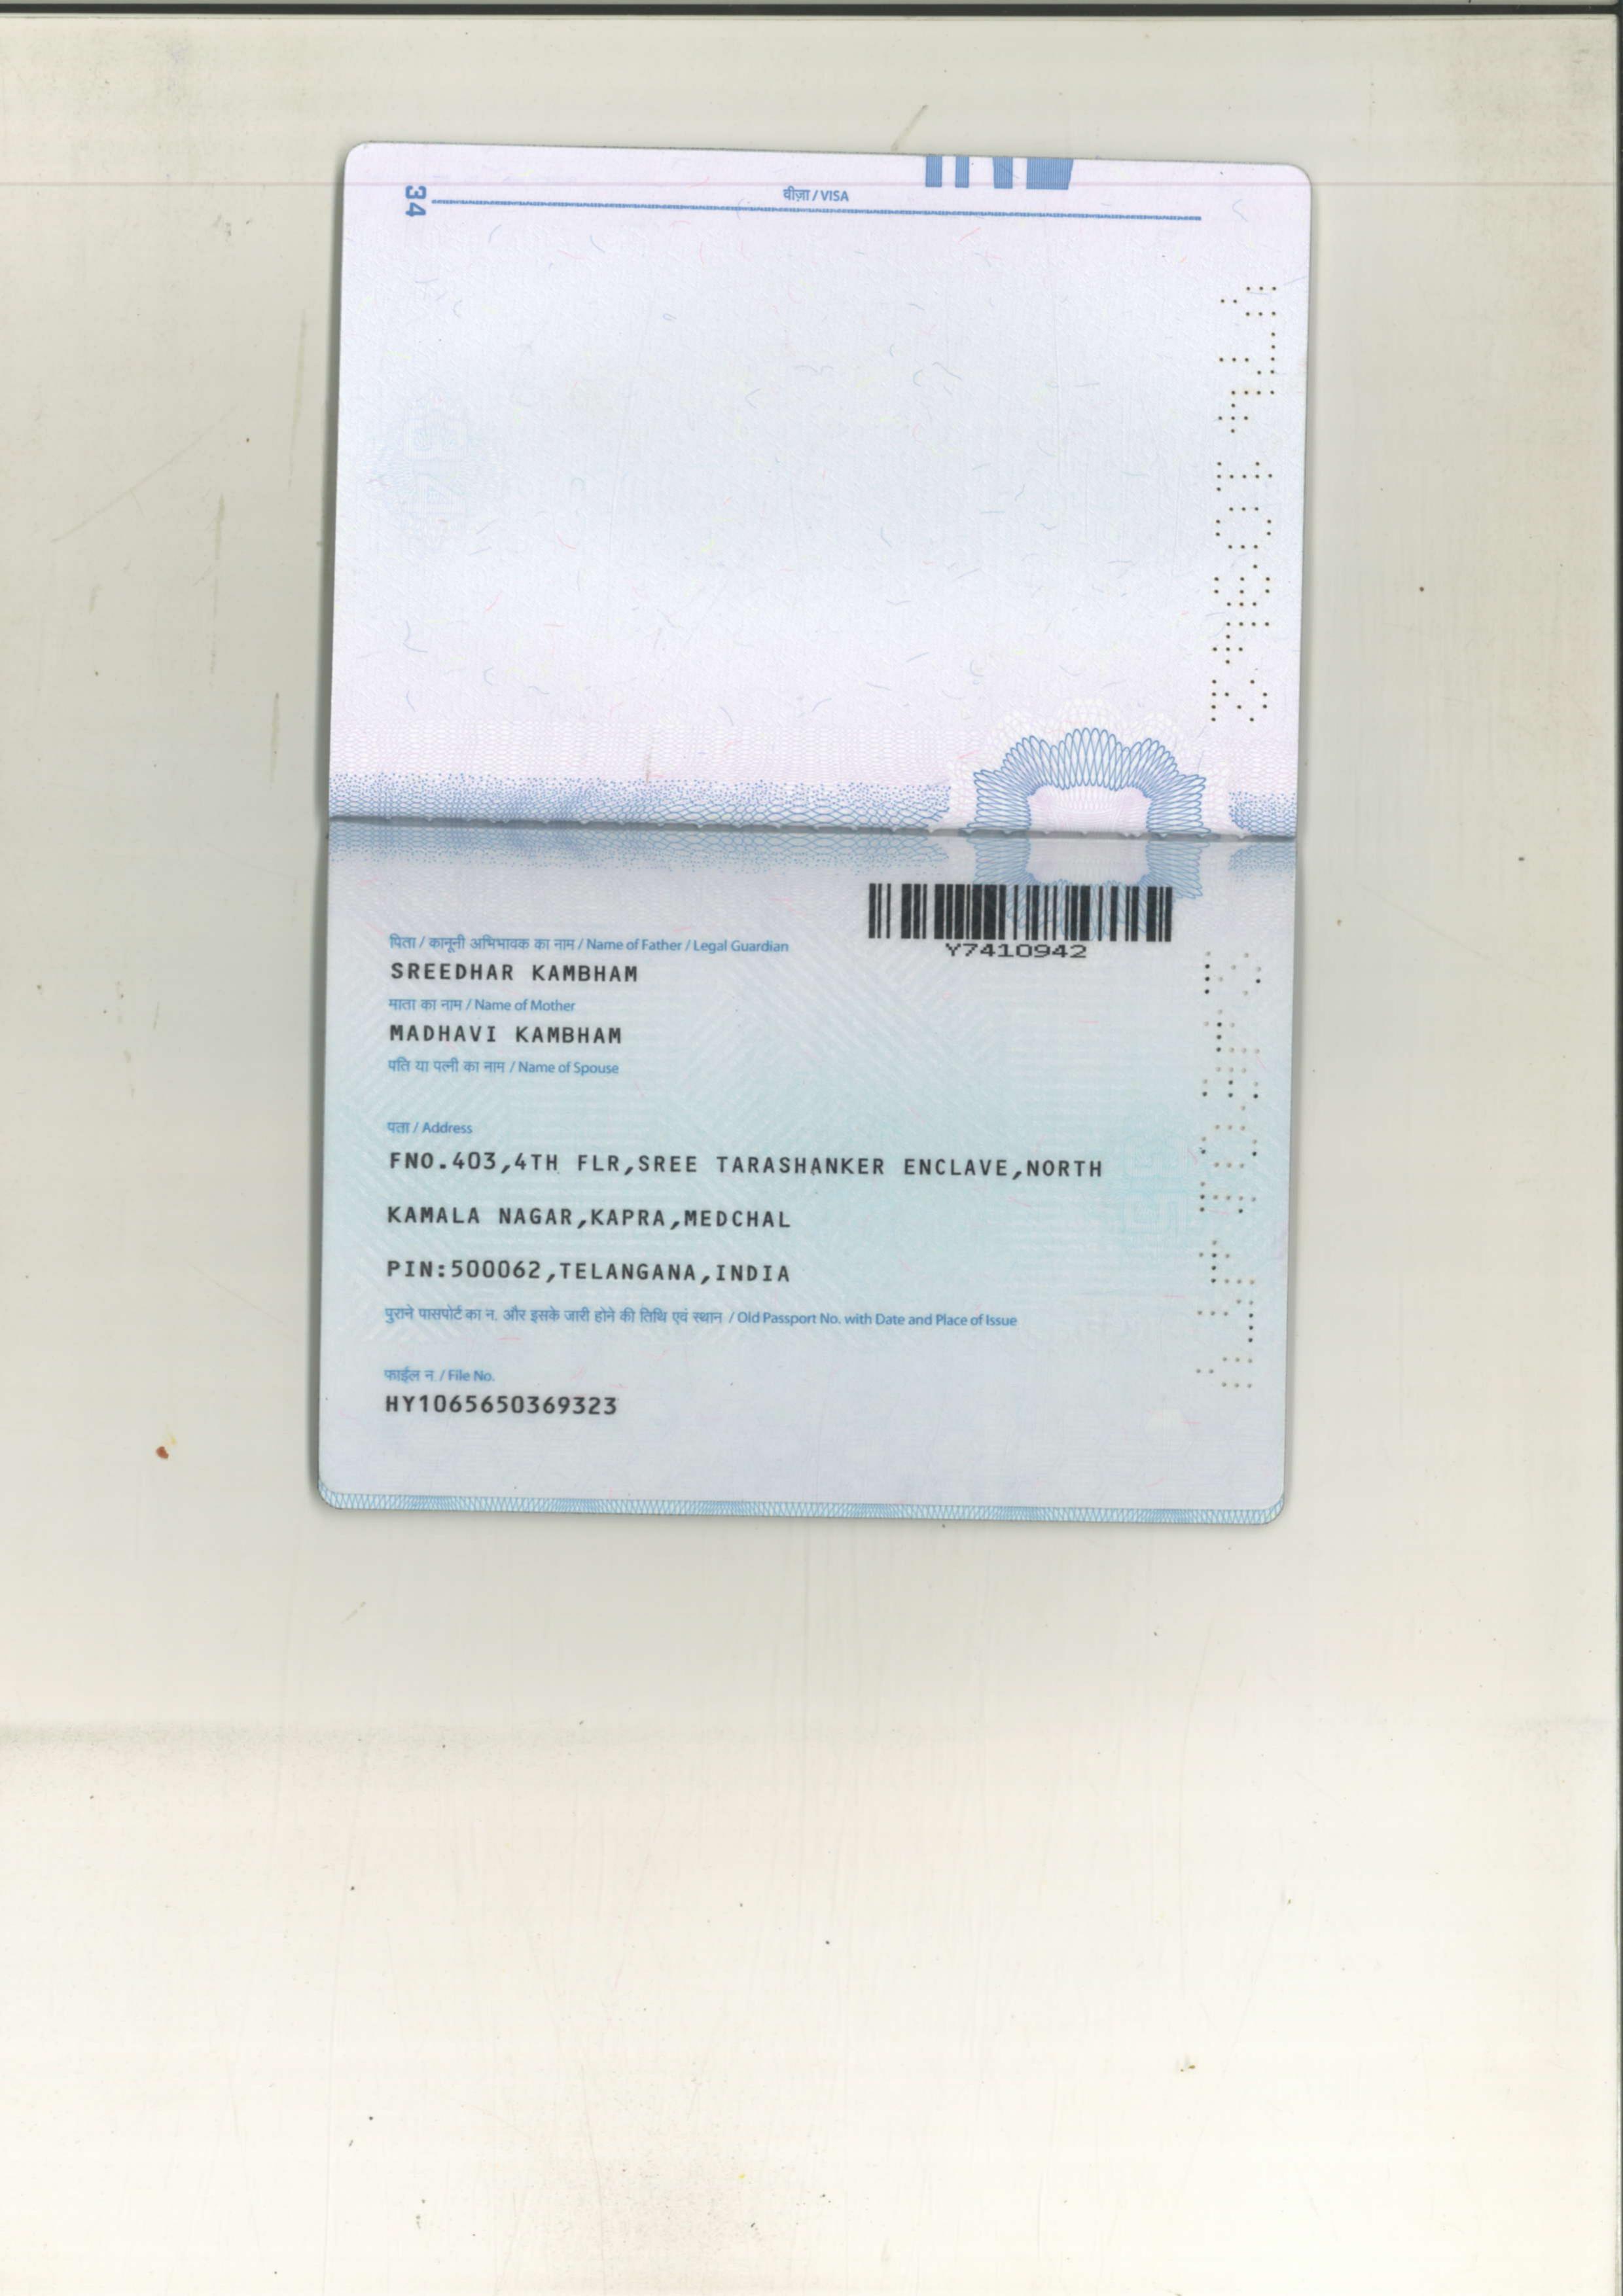 34
वीज़ा / VISA
Y7410942
पिता / कानूनी अभिभावक का नाम / Name of Father / Legal Guardian
SREEDHAR KAMBHAM
माता का नाम / Name of Mother
MADHAVI KAMBHAM
पति या पत्नी का नाम / Name of Spouse
पता / Address
FNO.403,4TH FLR,SREE TARASHANKER ENCLAVE,NORTH
KAMALA NAGAR,KAPRA,MEDCHAL
PIN:500062,TELANGANA,INDIA
पुराने पासपोर्ट का न. और इसके जारी होने की तिथि एवं स्थान / Old Passport No. with Date and Place of Issue
फाईल न / File No.
HY1065650369323